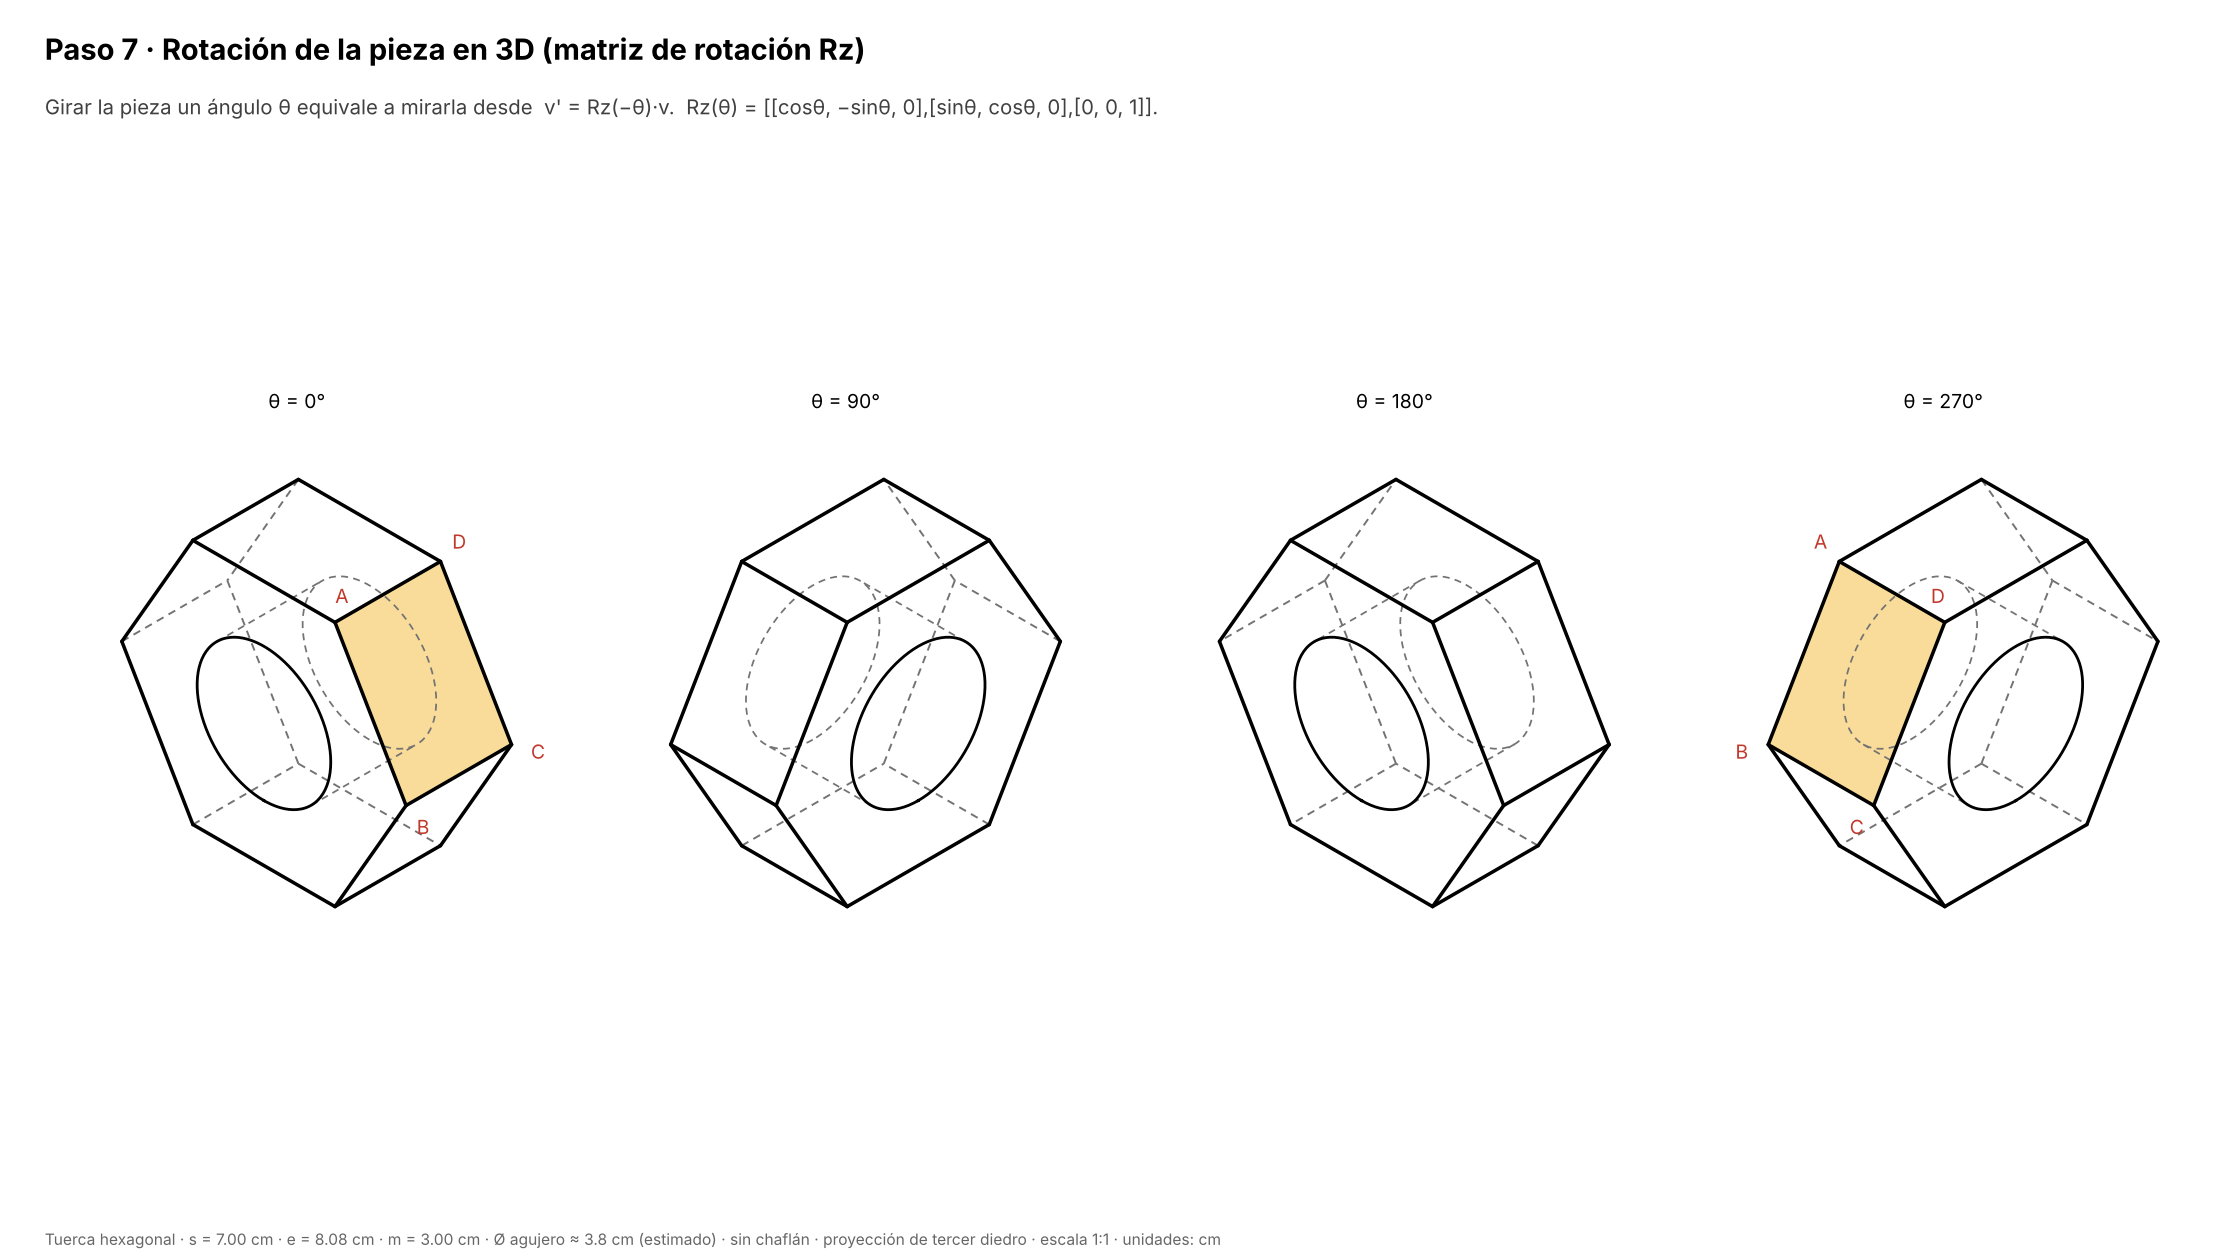 Paso 7 · Rotación de la pieza en 3D (matriz de rotación Rz)
Girar la pieza un ángulo θ equivale a mirarla desde v' = Rz(−θ)·v. Rz(θ) = [[cosθ, −sinθ, 0],[sinθ, cosθ, 0],[0, 0, 1]].
θ = 0°
θ = 90°
θ = 180°
θ = 270°
D
A
C
B
A
D
B
C
Tuerca hexagonal · s = 7.00 cm · e = 8.08 cm · m = 3.00 cm · Ø agujero ≈ 3.8 cm (estimado) · sin chaflán · proyección de tercer diedro · escala 1:1 · unidades: cm